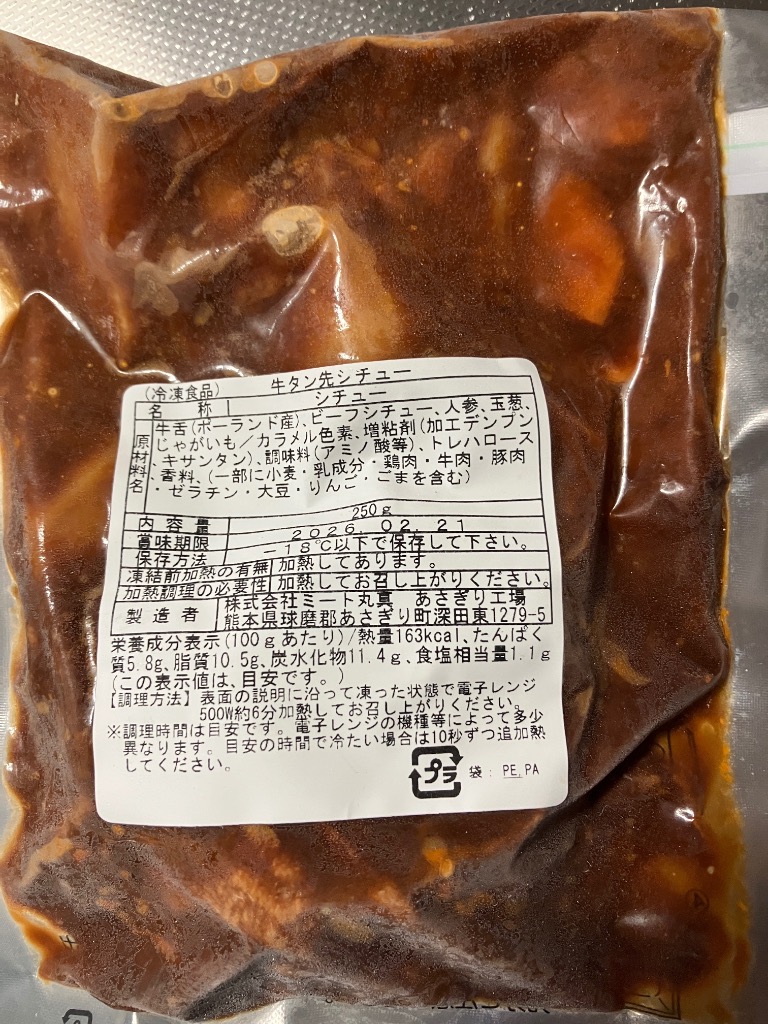 (冷凍食品) 牛タン先シチュー
名 称 シチュー
原材料名 牛舌(ポーランド産)、ビーフシチュー、人参、玉葱、
じゃがいも／カラメル色素、増粘剤(加工デンプン
、キサンタン)、調味料(アミノ酸等)、トレハロース
、香料、(一部に小麦・乳成分・鶏肉・牛肉・豚肉
・ゼラチン・大豆・りんご・ごまを含む)
内 容 量 250g
賞味期限 2026.02.21
保存方法 -18℃以下で保存して下さい。
凍結前加熱の有無 加熱してあります。
加熱調理の必要性 加熱してお召し上がりください。
製 造 者 株式会社ミート丸真 あさぎり工場
熊本県球磨郡あさぎり町深田東1279-5
栄養成分表示(100gあたり)/熱量163kcal、たんぱく
質5.8g、脂質10.5g、炭水化物11.4g、食塩相当量1.1g
(この表示値は、目安です。)
【調理方法】表面の説明に沿って凍った状態で電子レンジ
500W約6分加熱してお召し上がりください。
※調理時間は目安です。電子レンジの機種等によって多少
異なります。目安の時間で冷たい場合は10秒ずつ追加熱
してください。
プラ 袋：PE,PA